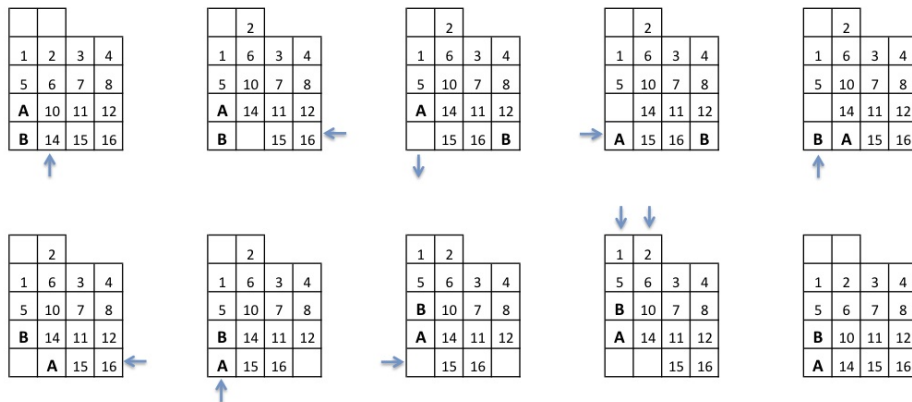 1 2 3 4
5 6 7 8
A 10 11 12
B 14 15 16
2
1 6 3 4
5 10 7 8
A 14 11 12
B 15 16
2
1 6 3 4
5 10 7 8
A 14 11 12
15 16 B
2
1 6 3 4
5 10 7 8
14 11 12
A 15 16 B
2
1 6 3 4
5 10 7 8
14 11 12
B A 15 16
2
1 6 3 4
5 10 7 8
B 14 11 12
A 15 16
2
1 6 3 4
5 10 7 8
B 14 11 12
A 15 16
1 2
5 6 3 4
B 10 7 8
A 14 11 12
15 16
1 2
5 6 3 4
B 10 7 8
A 14 11 12
15 16
1 2 3 4
5 6 7 8
B 10 11 12
A 14 15 16